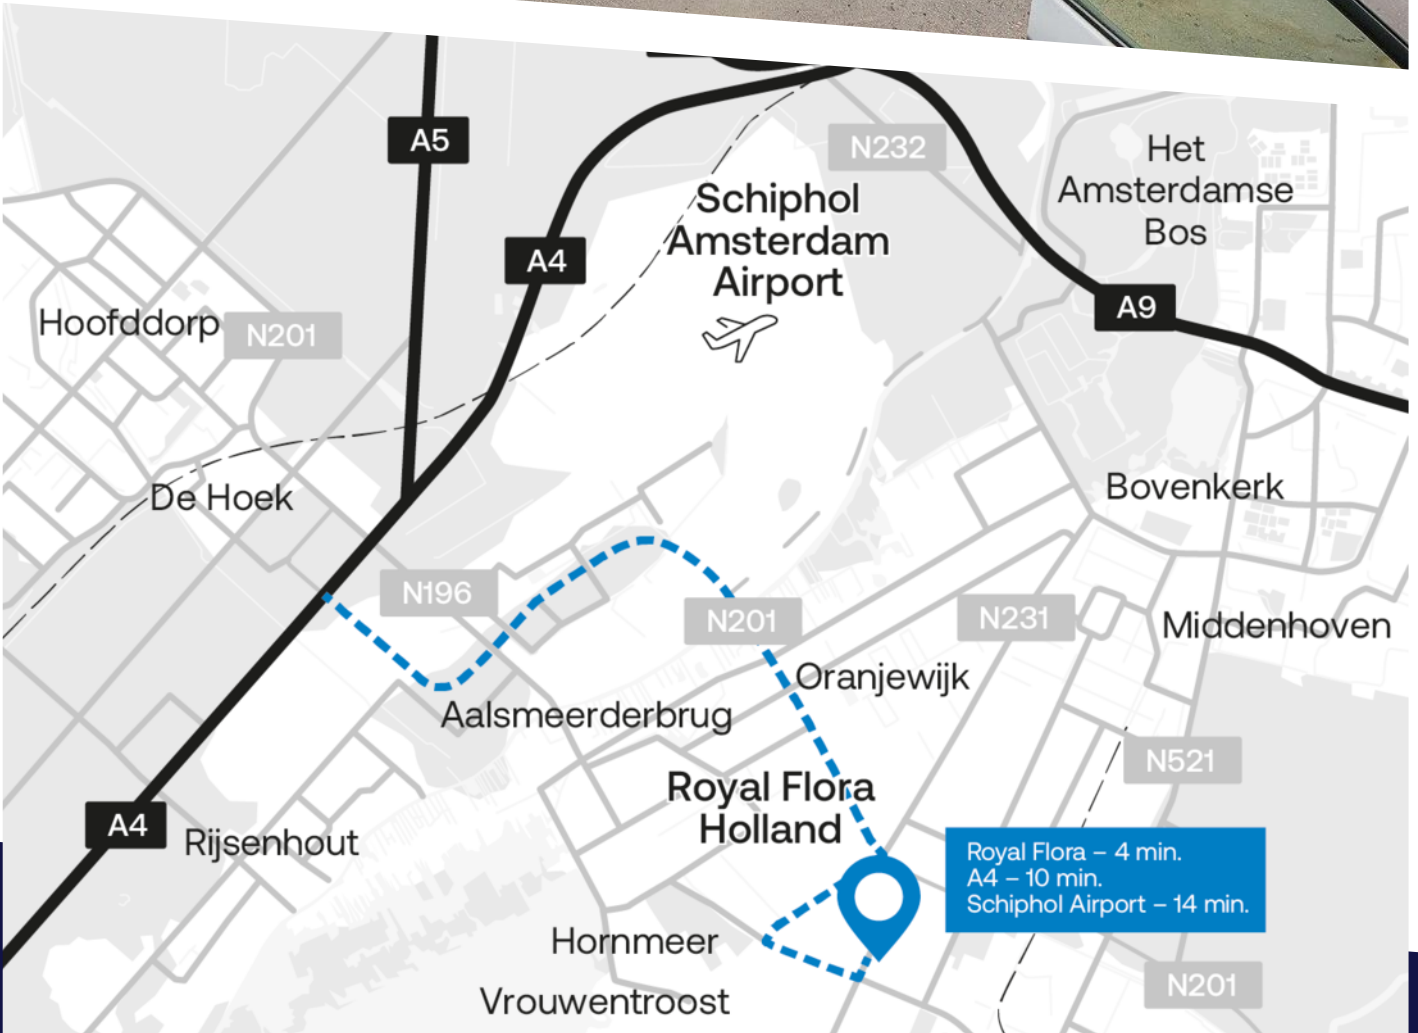 A5
N232
Het
Amsterdamse
Bos
Schiphol
Amsterdam
Airport
A4
A9
Hoofddorp
N201
De Hoek
Bovenkerk
N196
N201
N231
Middenhoven
Oranjewijk
Aalsmeerderbrug
N521
Royal Flora
Holland
A4
Rijsenhout
Royal Flora – 4 min.
A4 – 10 min.
Schiphol Airport – 14 min.
Hornmeer
N201
Vrouwentroost